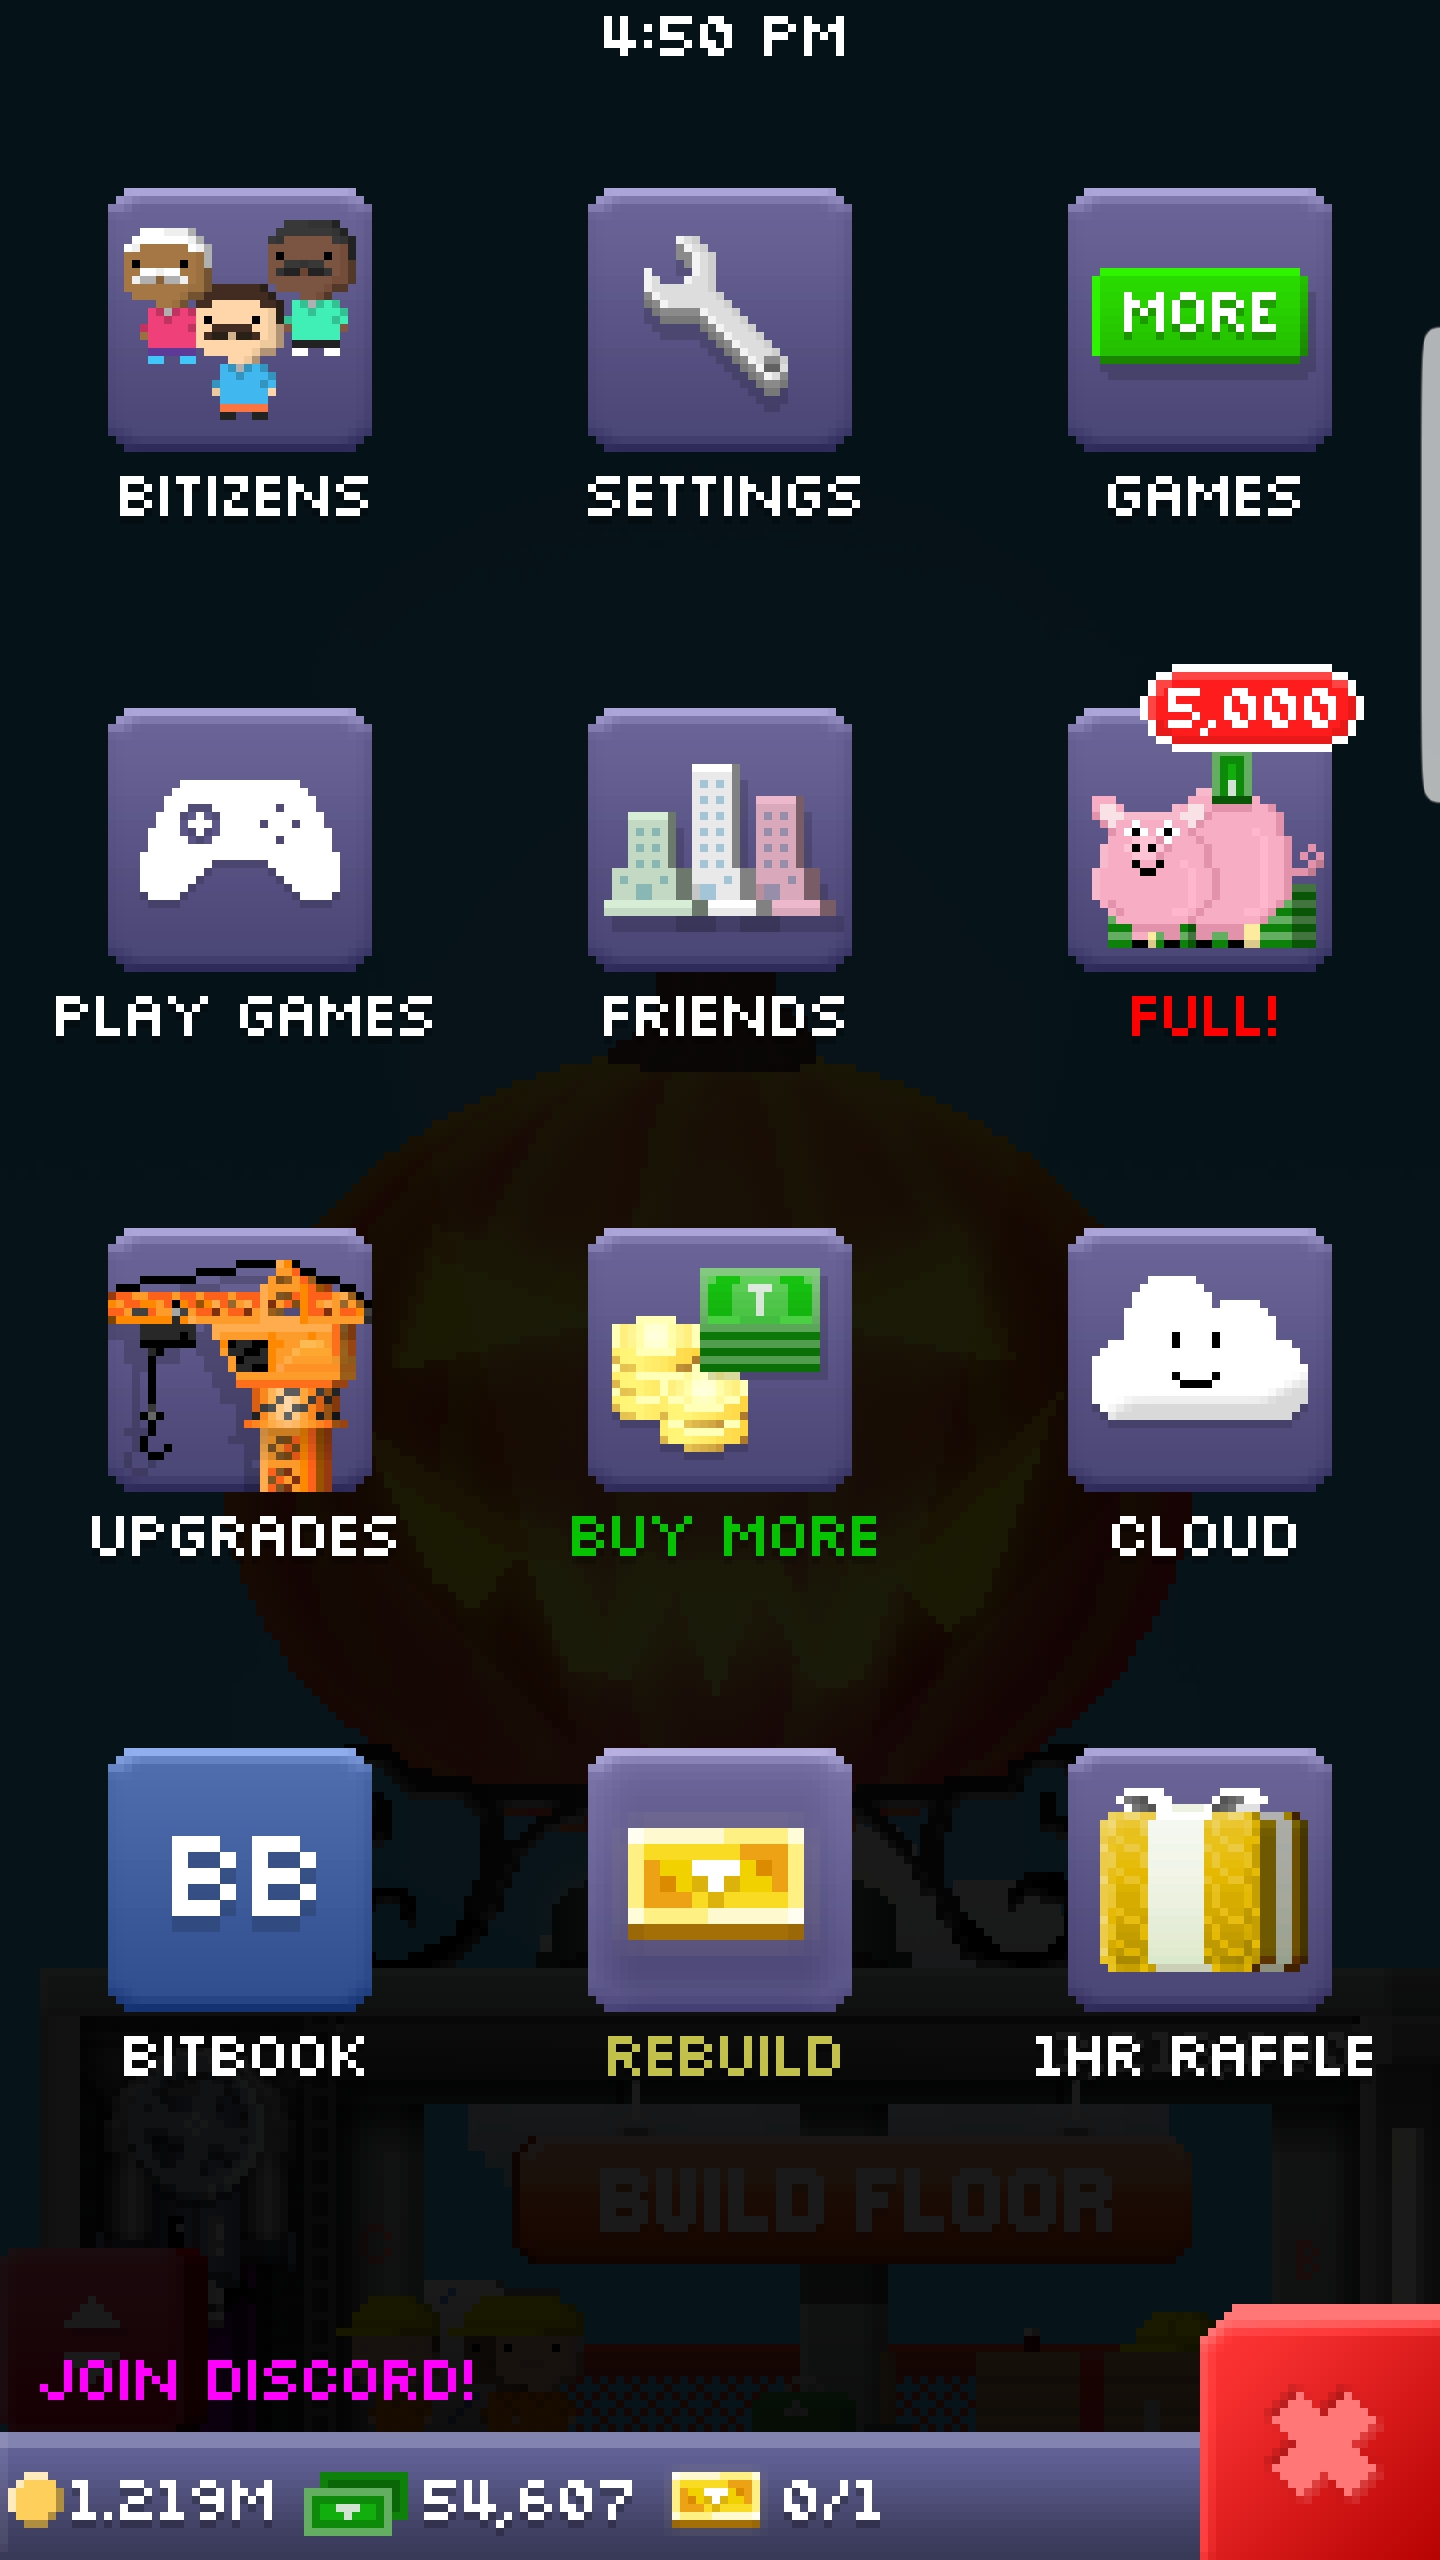 4:50 PM
MORE
BITIZENS
SETTINGS
GAMES
5,000
PLAY GAMES
FRIENDS
FULL!
T
UPGRADES
BUY MORE
CLOUD
BB
BITBOOK
REBUILD
1HR RAFFLE
BUILD FLOOR
JOIN DISCORD!
1.219M 54,607 0/1